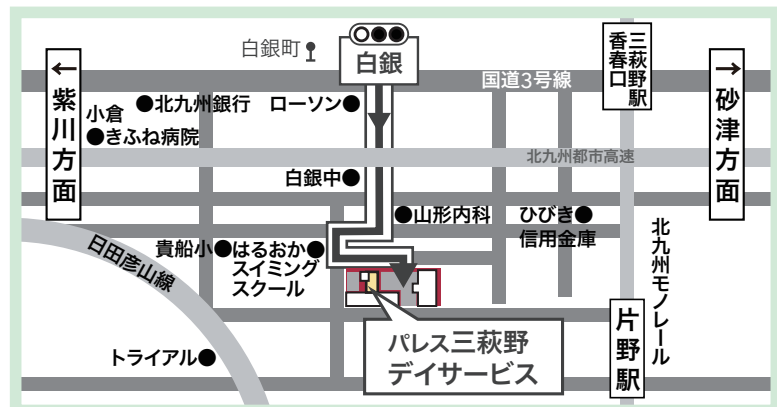 白銀町
白銀
国道3号線
三萩野駅
香春口
←紫川方面
→砂津方面
小倉
きふね病院
●北九州銀行
ローソン●
北九州都市高速
白銀中●
●山形内科
ひびき●
信用金庫
貴船小●
はるおか●
スイミング
スクール
日田彦山線
北九州モノレール
片野駅
トライアル●
パレス三萩野
デイサービス